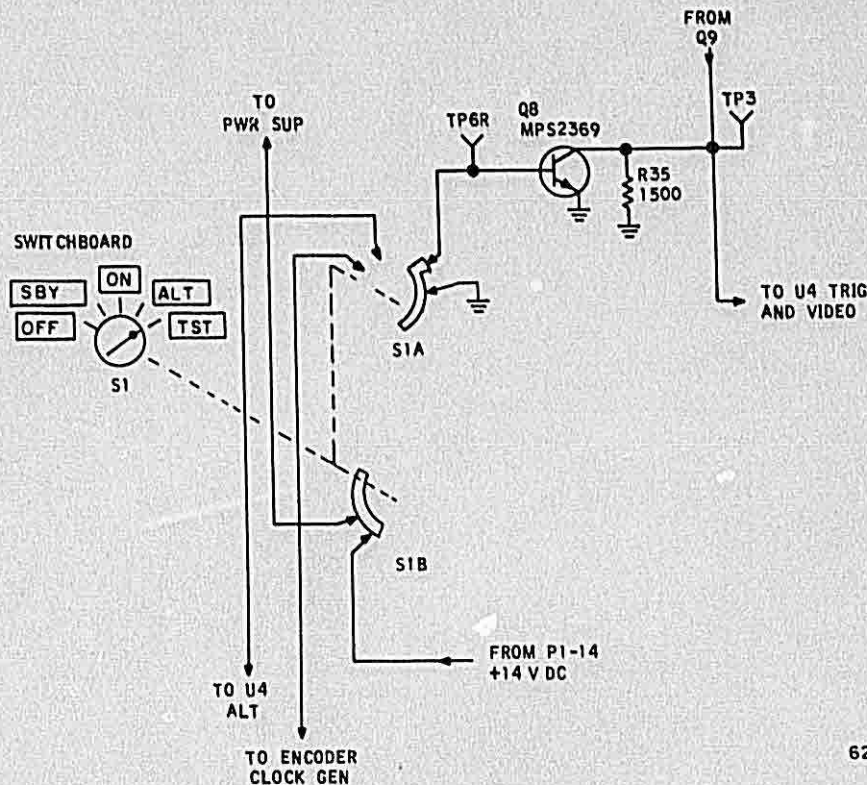 FROM
Q9
TO
PWR SUP
TP6R
Q8
MPS2369
TP3
R35
1500
SWITCHBOARD
SBY
ON
ALT
OFF
TST
S1
S1A
TO U4 TRIG
AND VIDEO
S1B
FROM P1-14
+14 V DC
TO U4
ALT
TO ENCODER
CLOCK GEN
62